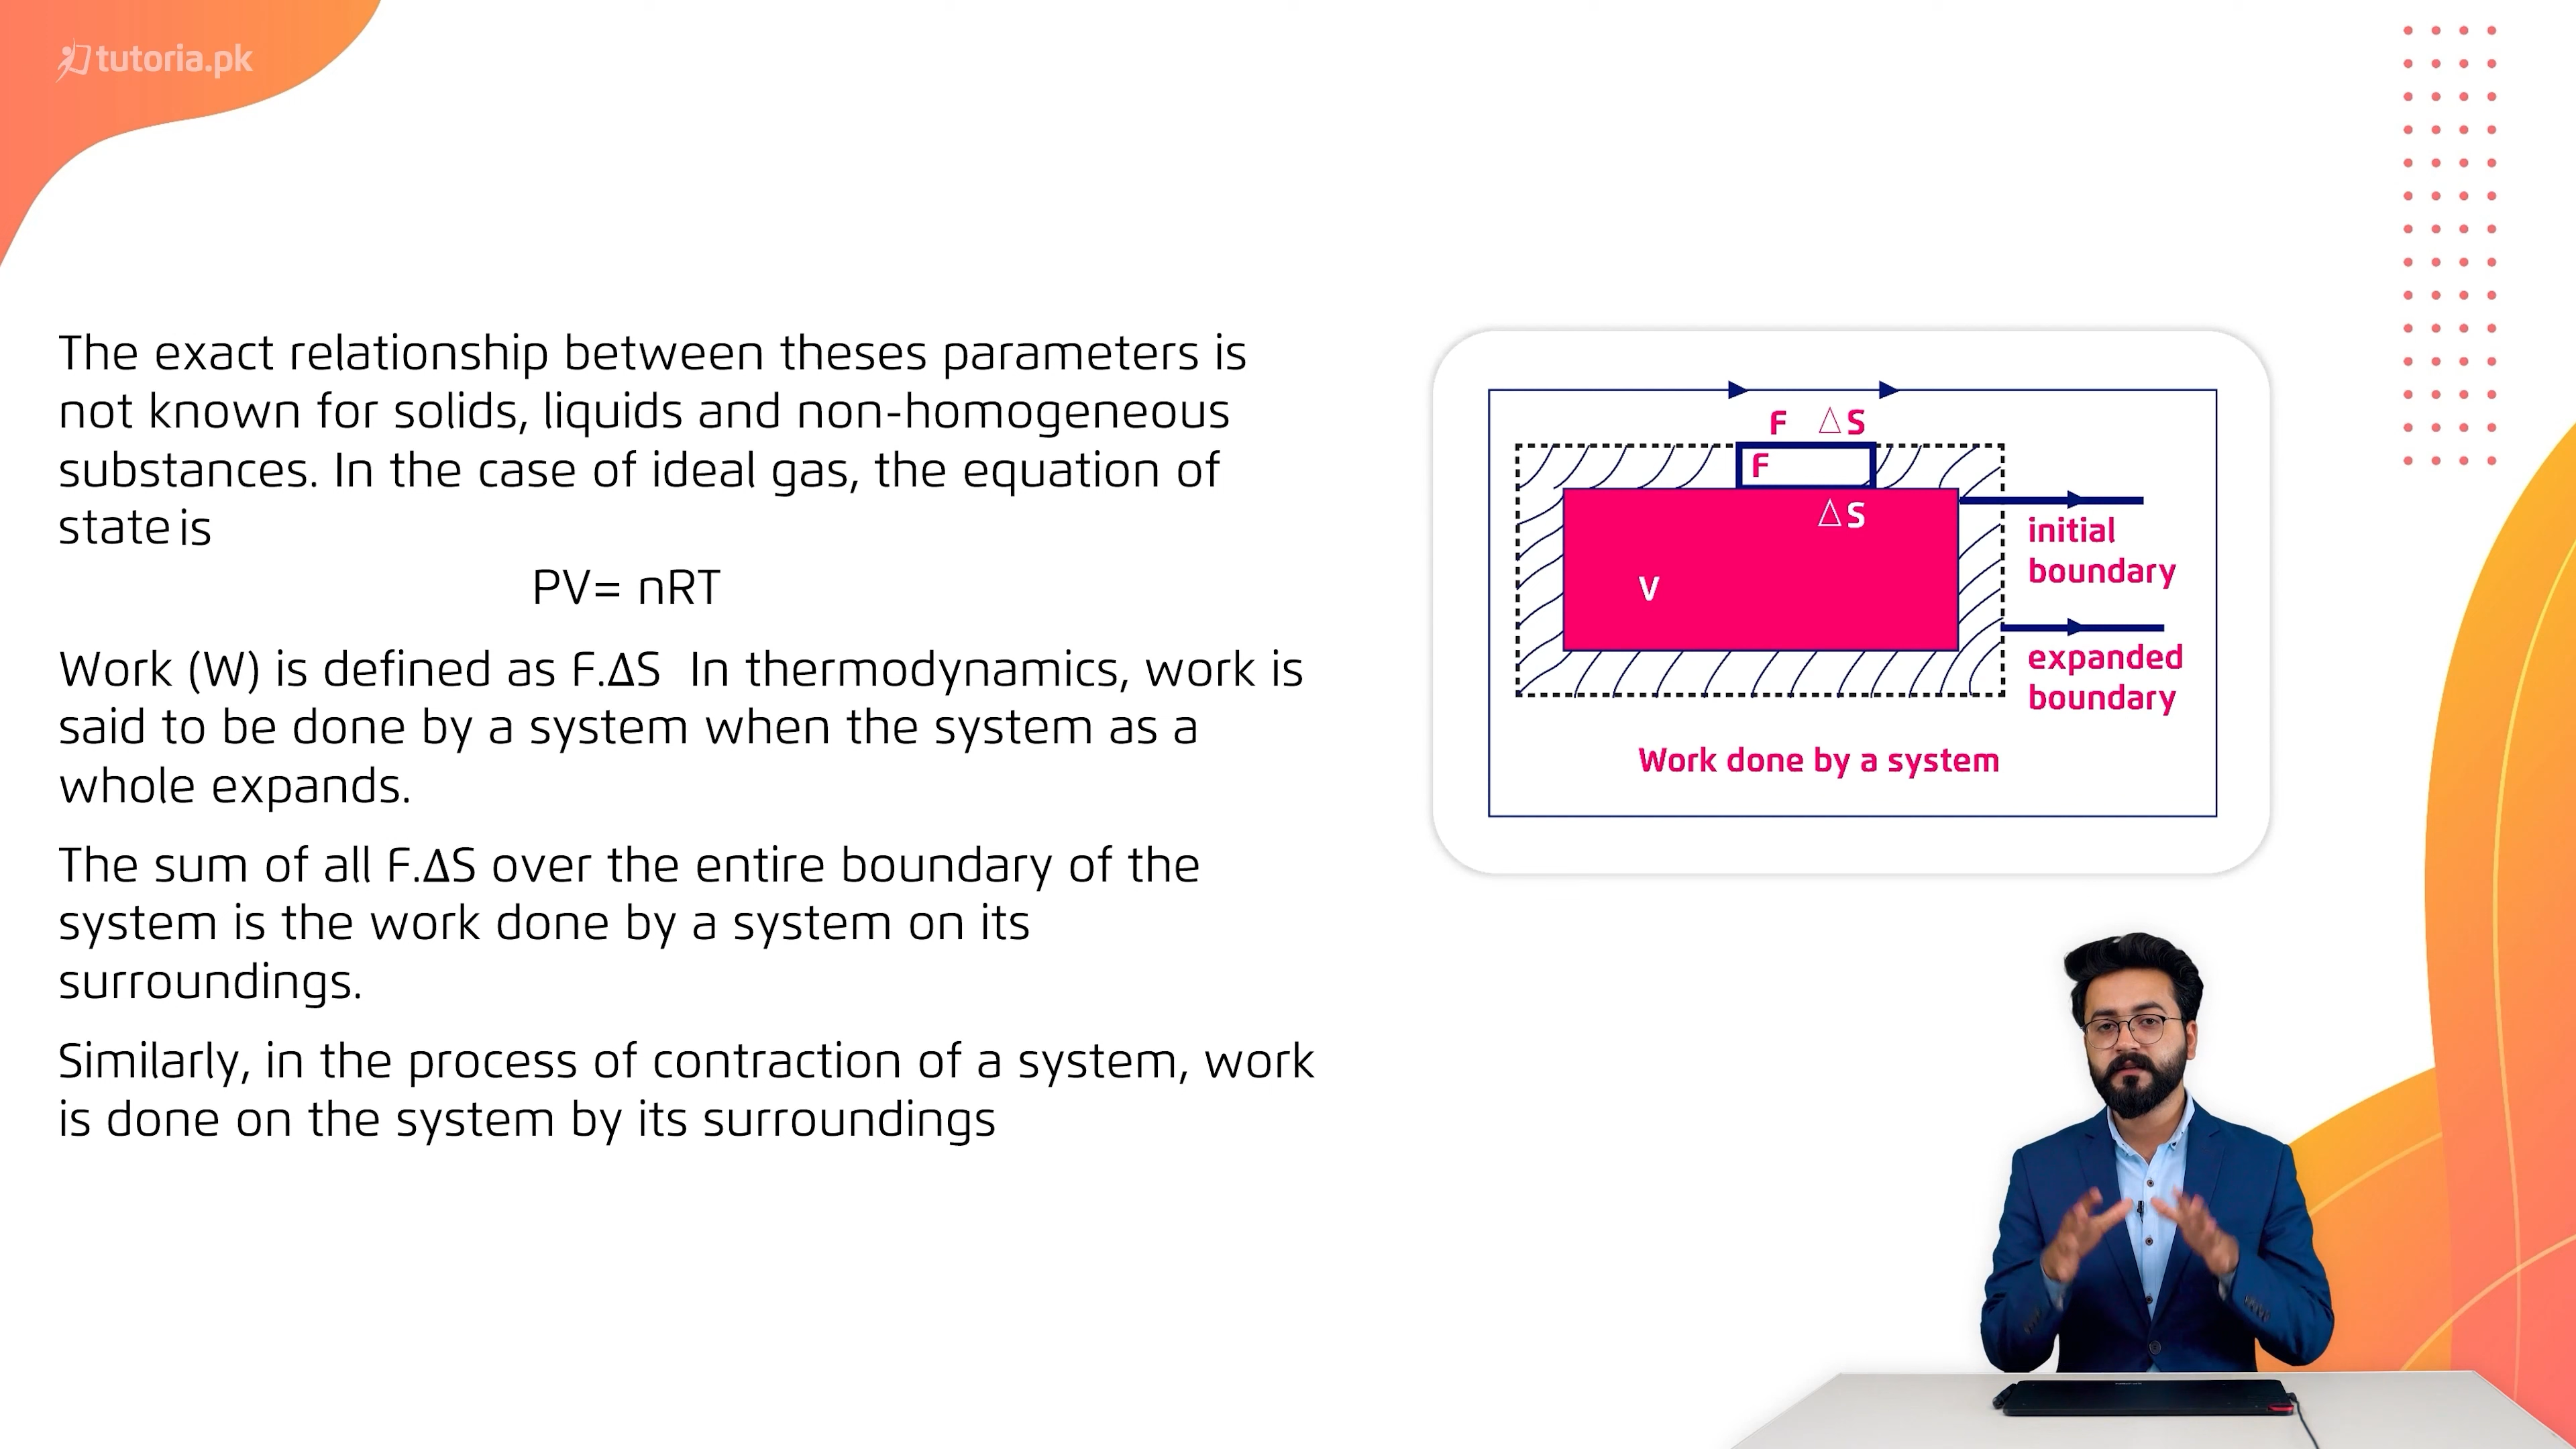 tutoria.pk
The exact relationship between theses parameters is
not known for solids, liquids and non-homogeneous
substances. In the case of ideal gas, the equation of
state is
PV= nRT
Work (W) is defined as F.ΔS In thermodynamics, work is
said to be done by a system when the system as a
whole expands.
The sum of all F.ΔS over the entire boundary of the
system is the work done by a system on its
surroundings.
Similarly, in the process of contraction of a system, work
is done on the system by its surroundings
F △S
F
△S
V
initial
boundary
expanded
boundary
Work done by a system